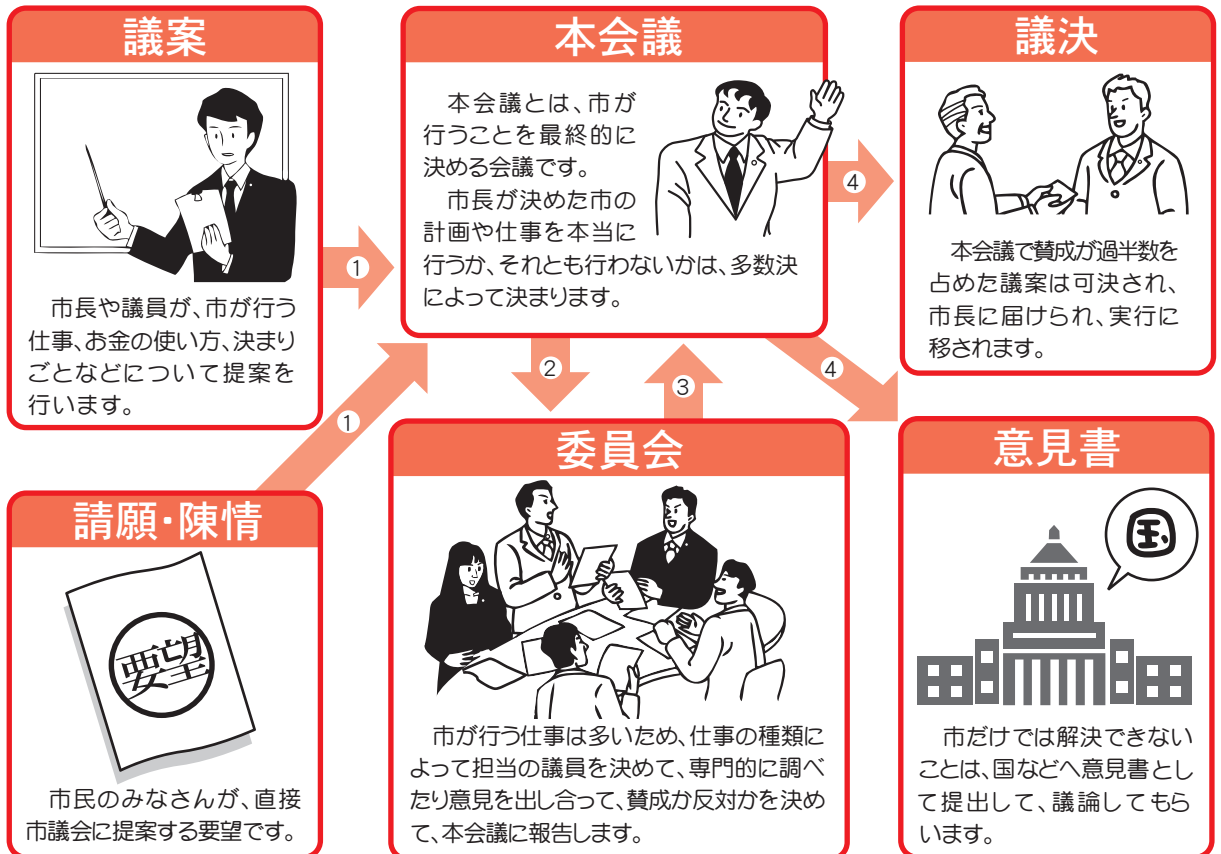 議案
市長や議員が、市が行う
仕事、お金の使い方、決まり
ごとなどについて提案を
行います。
①
本会議
本会議とは、市が
行うことを最終的に
決める会議です。
市長が決めた市の
計画や仕事を本当に
行うか、それとも行わないかは、多数決
によって決まります。
④
議決
本会議で賛成が過半数を
占めた議案は可決され、
市長に届けられ、実行に
移されます。
①
②
③
④
請願・陳情
要望
市民のみなさんが、直接
市議会に提案する要望です。
委員会
市が行う仕事は多いため、仕事の種類に
よって担当の議員を決めて、専門的に調べ
たり意見を出し合って、賛成か反対かを決め
て、本会議に報告します。
意見書
国
市だけでは解決できない
ことは、国などへ意見書とし
て提出して、議論してもら
います。